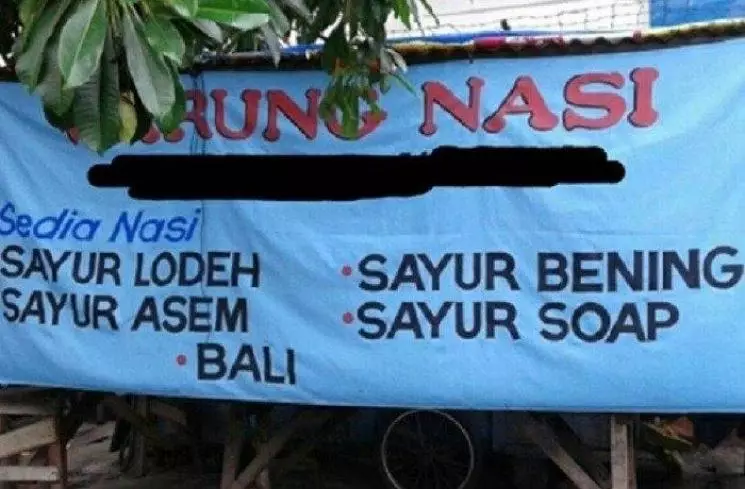 NASI
Sedia Nasi
SAYUR LODEH
SAYUR ASEM
• BALI
• SAYUR BENING
• SAYUR SOAP